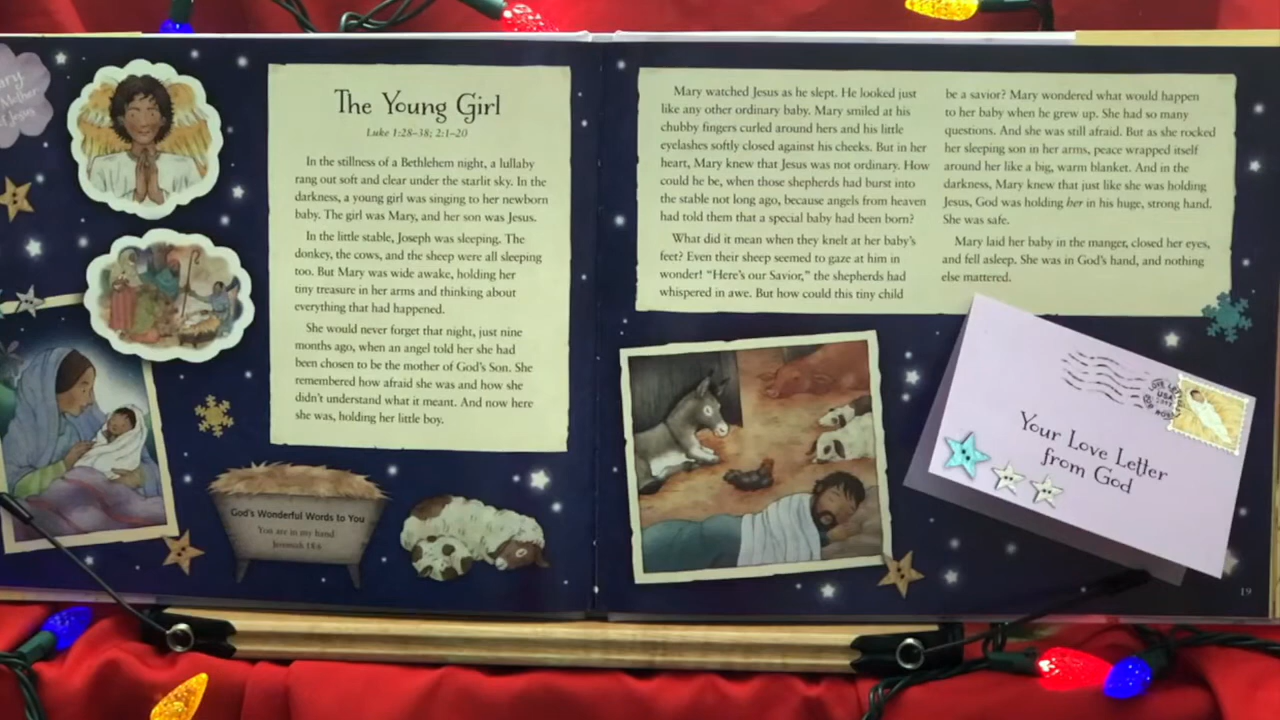 Mother
The Young Girl
Luke 1:28–38; 2:1–20
In the stillness of a Bethlehem night, a lullaby
rang out soft and clear under the starlit sky. In the
darkness, a young girl was singing to her newborn
baby. The girl was Mary, and her son was Jesus.
In the little stable, Joseph was sleeping. The
donkey, the cows, and the sheep were all sleeping
too. But Mary was wide awake, holding her
tiny treasure in her arms and thinking about
everything that had happened.
She would never forget that night, just nine
months ago, when an angel told her she had
been chosen to be the mother of God's Son. She
remembered how afraid she was and how she
didn't understand what it meant. And now here
she was, holding her little boy.
God's Wonderful Words to You
You are in my hand.
Jeremiah 18:6
Mary watched Jesus as he slept. He looked just
like any other ordinary baby. Mary smiled at his
chubby fingers curled around hers and his little
eyelashes softly closed against his cheeks. But in her
heart, Mary knew that Jesus was not ordinary. How
could he be, when those shepherds had burst into
the stable not long ago, because angels from heaven
had told them that a special baby had been born?
What did it mean when they knelt at her baby's
feet? Even their sheep seemed to gaze at him in
wonder! "Here's our Savior," the shepherds had
whispered in awe. But how could this tiny child
be a savior? Mary wondered what would happen
to her baby when he grew up. She had so many
questions. And she was still afraid. But as she rocked
her sleeping son in her arms, peace wrapped itself
around her like a big, warm blanket. And in the
darkness, Mary knew that just like she was holding
Jesus, God was holding her in his huge, strong hand.
She was safe.
Mary laid her baby in the manger, closed her eyes,
and fell asleep. She was in God's hand, and nothing
else mattered.
USA
Your Love Letter
from God
19